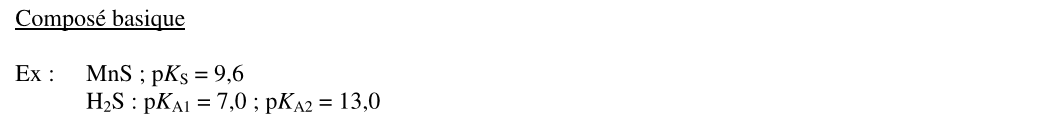 Composé basique
Ex : MnS ; pKS = 9,6
H2S : pKA1 = 7,0 ; pKA2 = 13,0